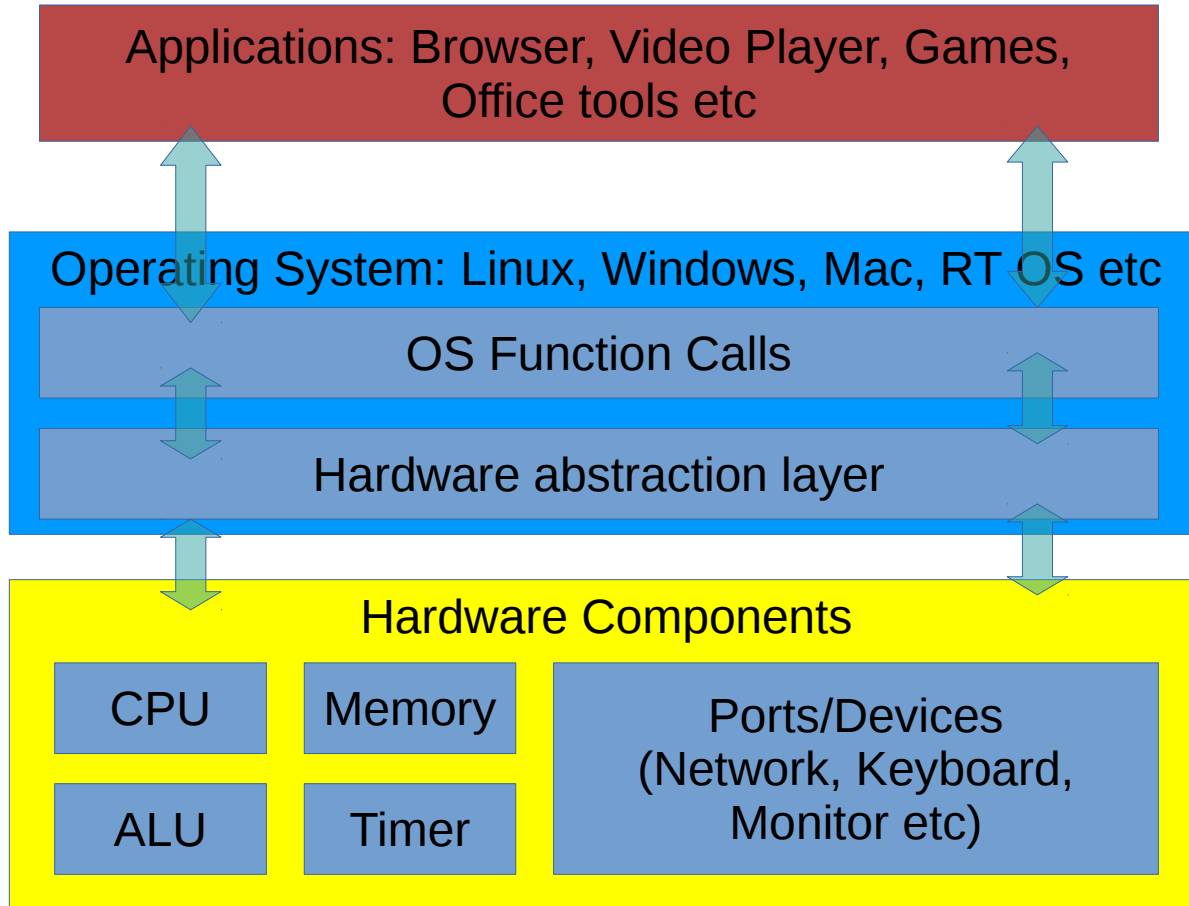 Applications: Browser, Video Player, Games,
Office tools etc
Operating System: Linux, Windows, Mac, RT OS etc
OS Function Calls
Hardware abstraction layer
Hardware Components
CPU
Memory
ALU
Timer
Ports/Devices
(Network, Keyboard,
Monitor etc)